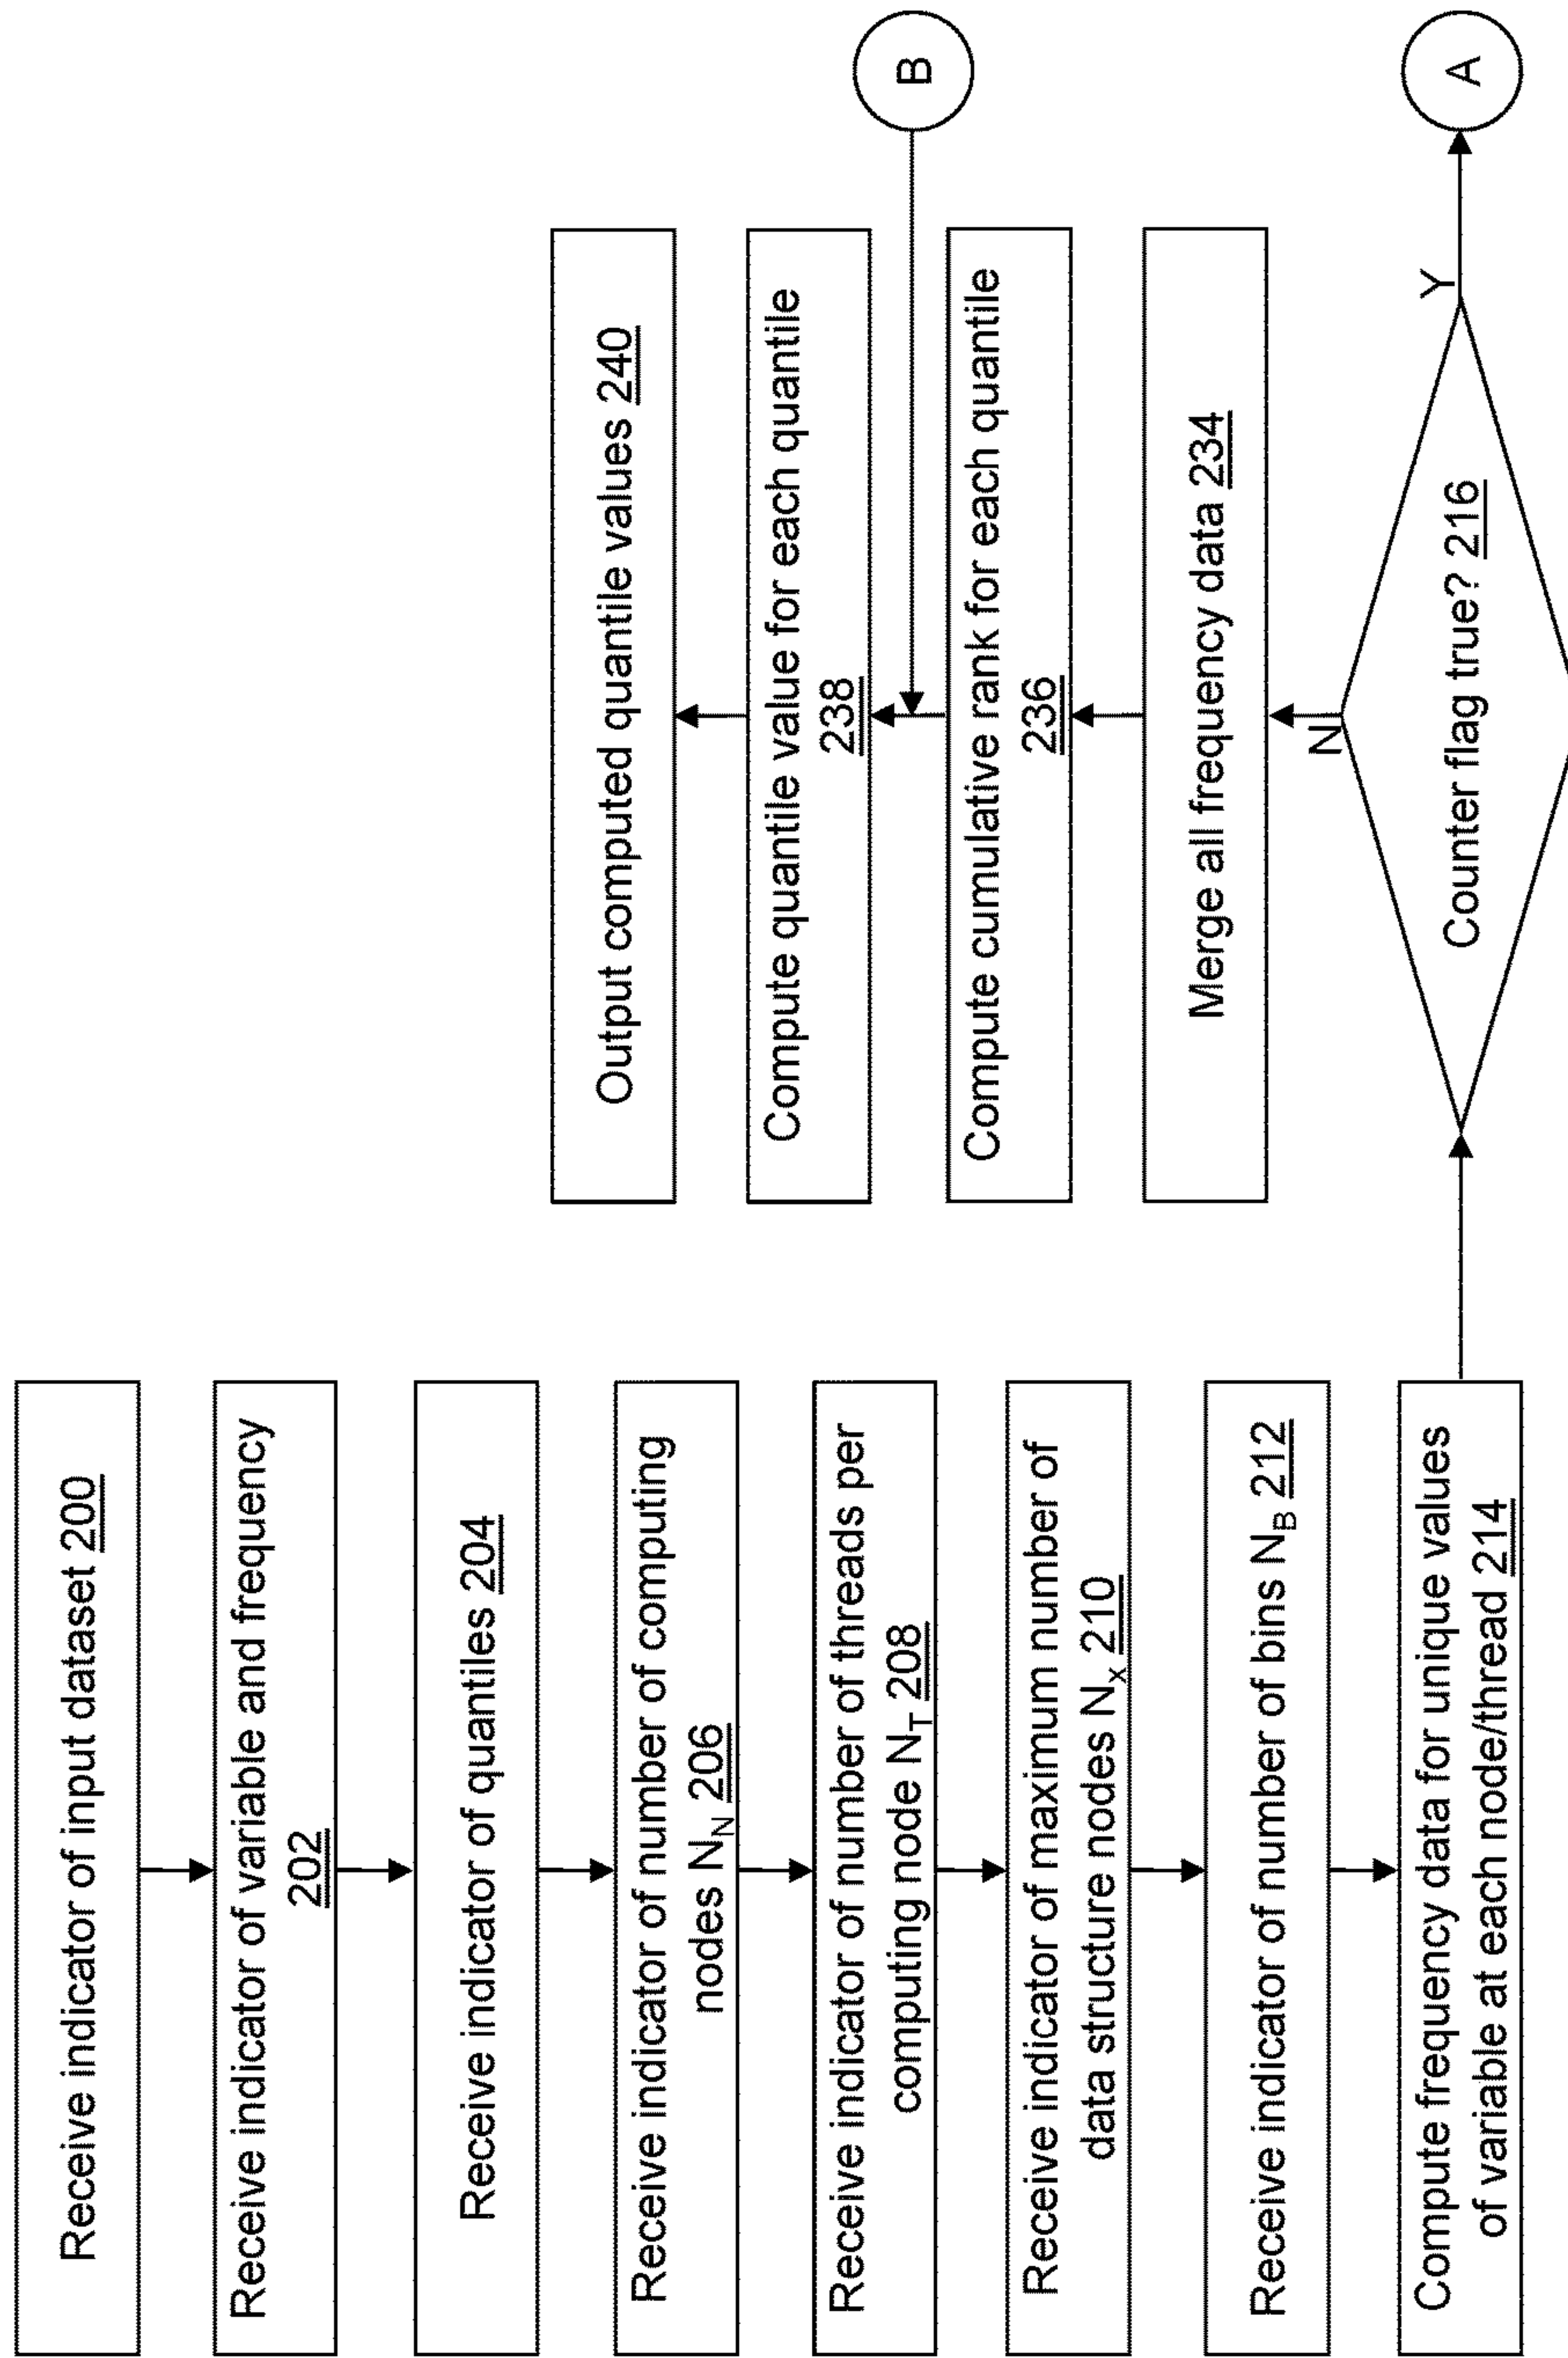 Receive indicator of input dataset 200
Receive indicator of variable and frequency
202
Receive indicator of quantiles 204
Receive indicator of number of computing
nodes N_N 206
Receive indicator of number of threads per
computing node N_T 208
Receive indicator of maximum number of
data structure nodes N_X 210
Receive indicator of number of bins N_B 212
Compute frequency data for unique values
of variable at each node/thread 214
Output computed quantile values 240
Compute quantile value for each quantile
238
B
Compute cumulative rank for each quantile
236
Merge all frequency data 234
N
Counter flag true? 216
Y
A